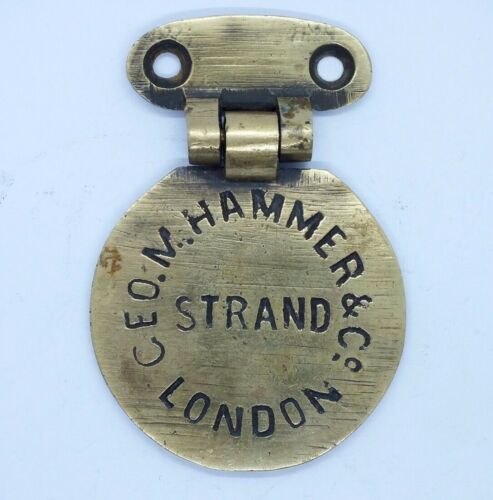 GEO. M. HAMMER & Co.
STRAND
LONDON